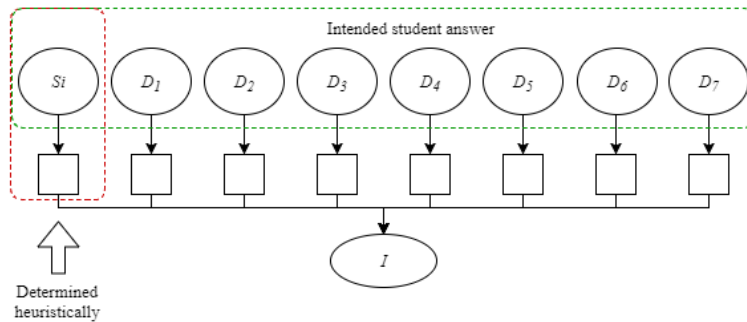 Intended student answer
Si D₁ D₂ D₃ D₄ D₅ D₆ D₇
I
Determined
heuristically